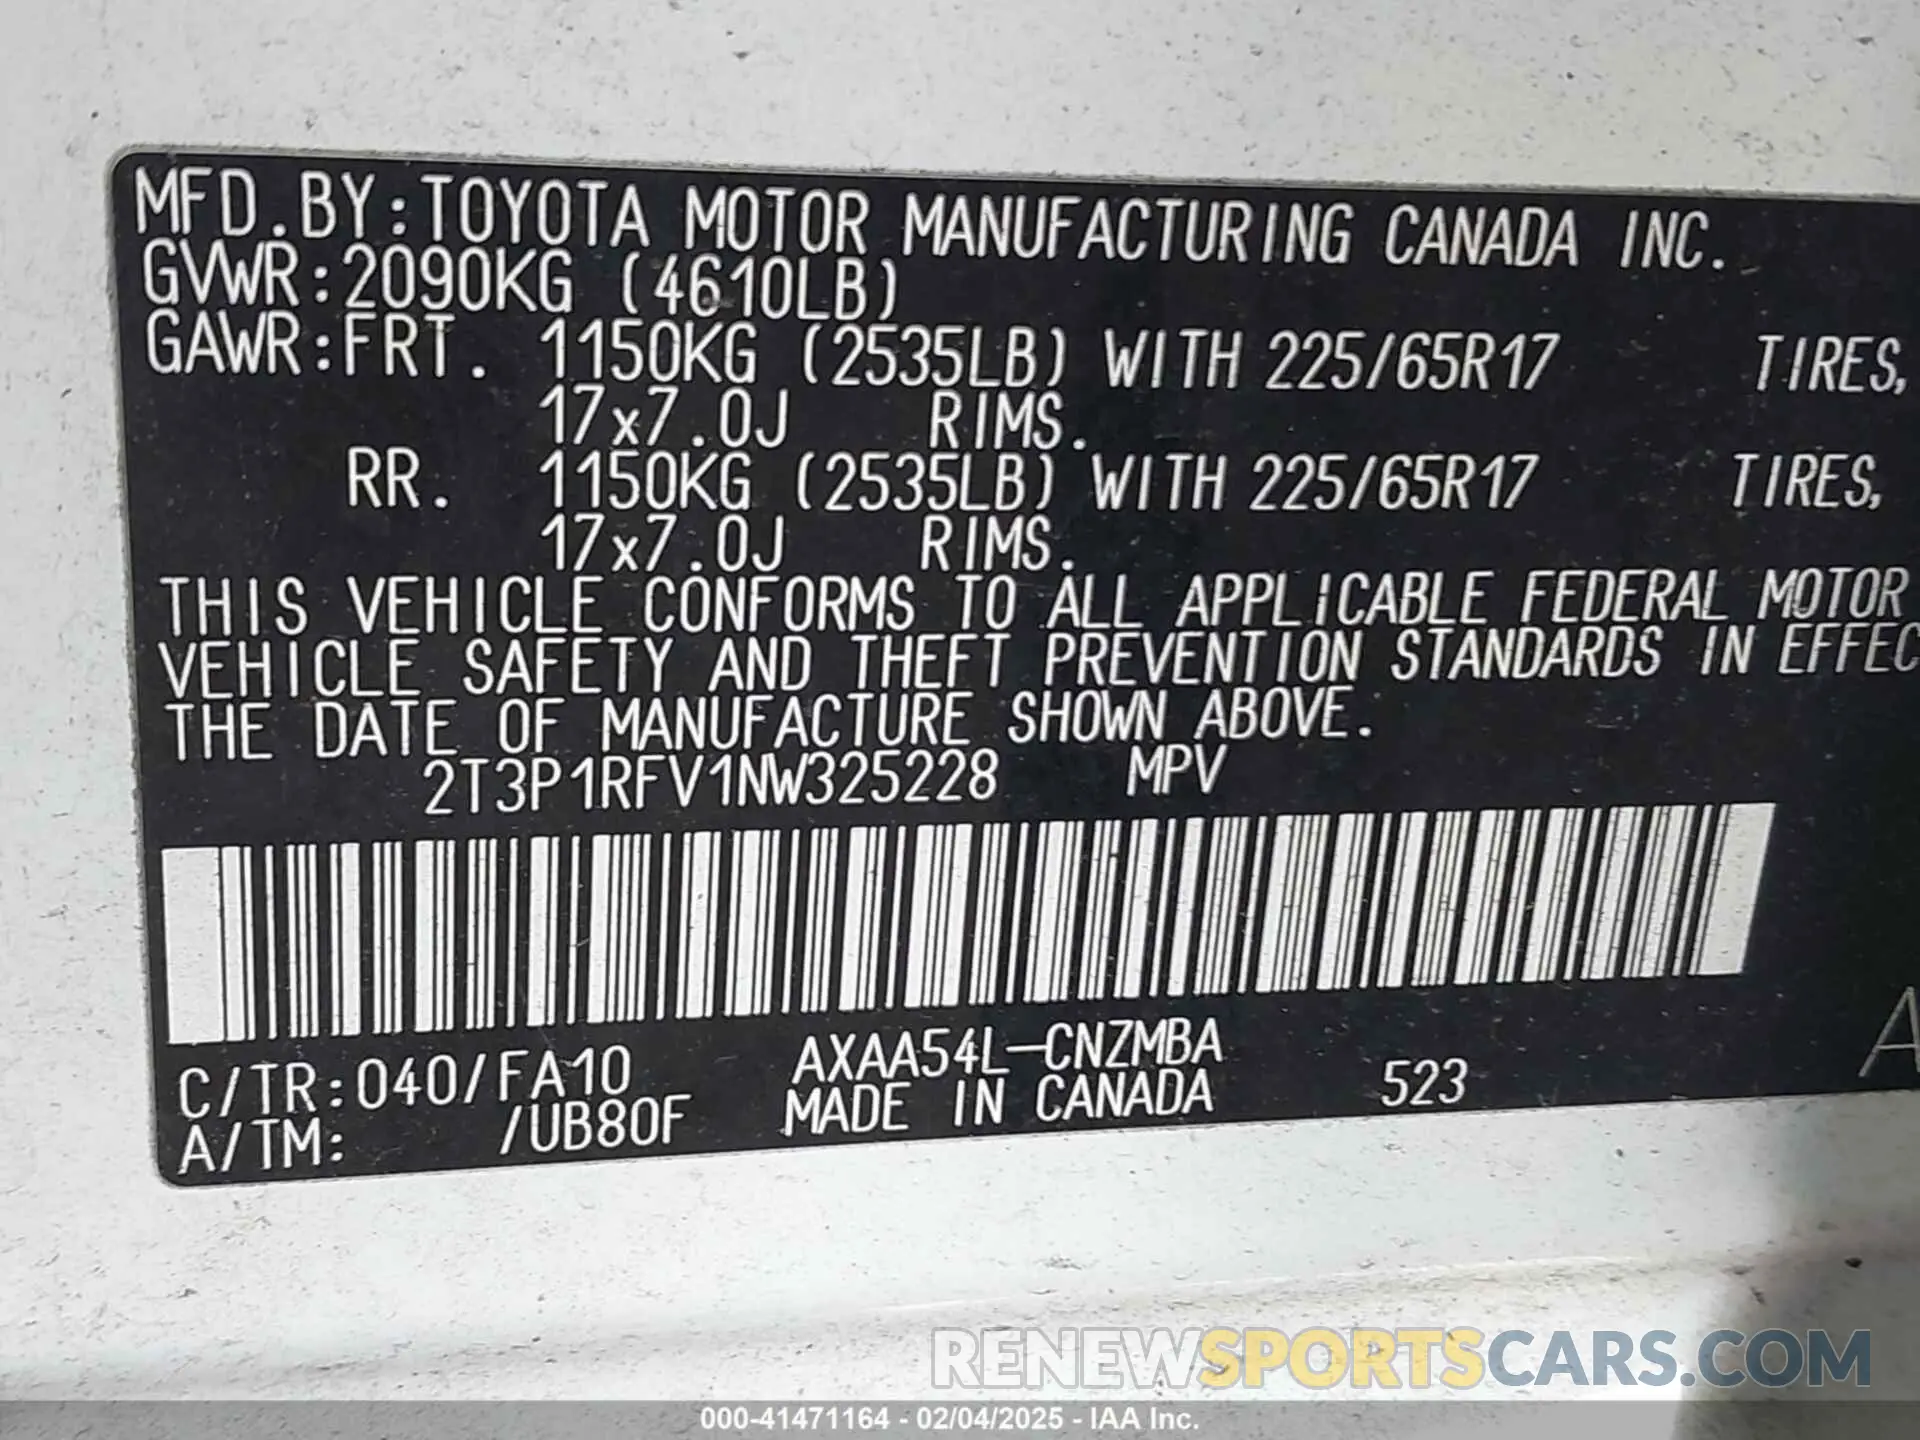 MFD.BY:TOYOTA MOTOR MANUFACTURING CANADA INC.
GVWR:2090KG (4610LB)
GAWR:FRT. 1150KG (2535LB) WITH 225/65R17 TIRES,
17x7.0J RIMS.
RR. 1150KG (2535LB) WITH 225/65R17 TIRES,
17x7.0J RIMS.
THIS VEHICLE CONFORMS TO ALL APPLICABLE FEDERAL MOTOR
VEHICLE SAFETY AND THEFT PREVENTION STANDARDS IN EFFEC
THE DATE OF MANUFACTURE SHOWN ABOVE.
2T3P1RFV1NW325228 MPV
C/TR:040/FA10 AXAA54L-CNZMBA A
A/TM: /UB80F MADE IN CANADA 523
RENEWSPORTSCARS.COM
000-41471164 - 02/04/2025 - IAA Inc.